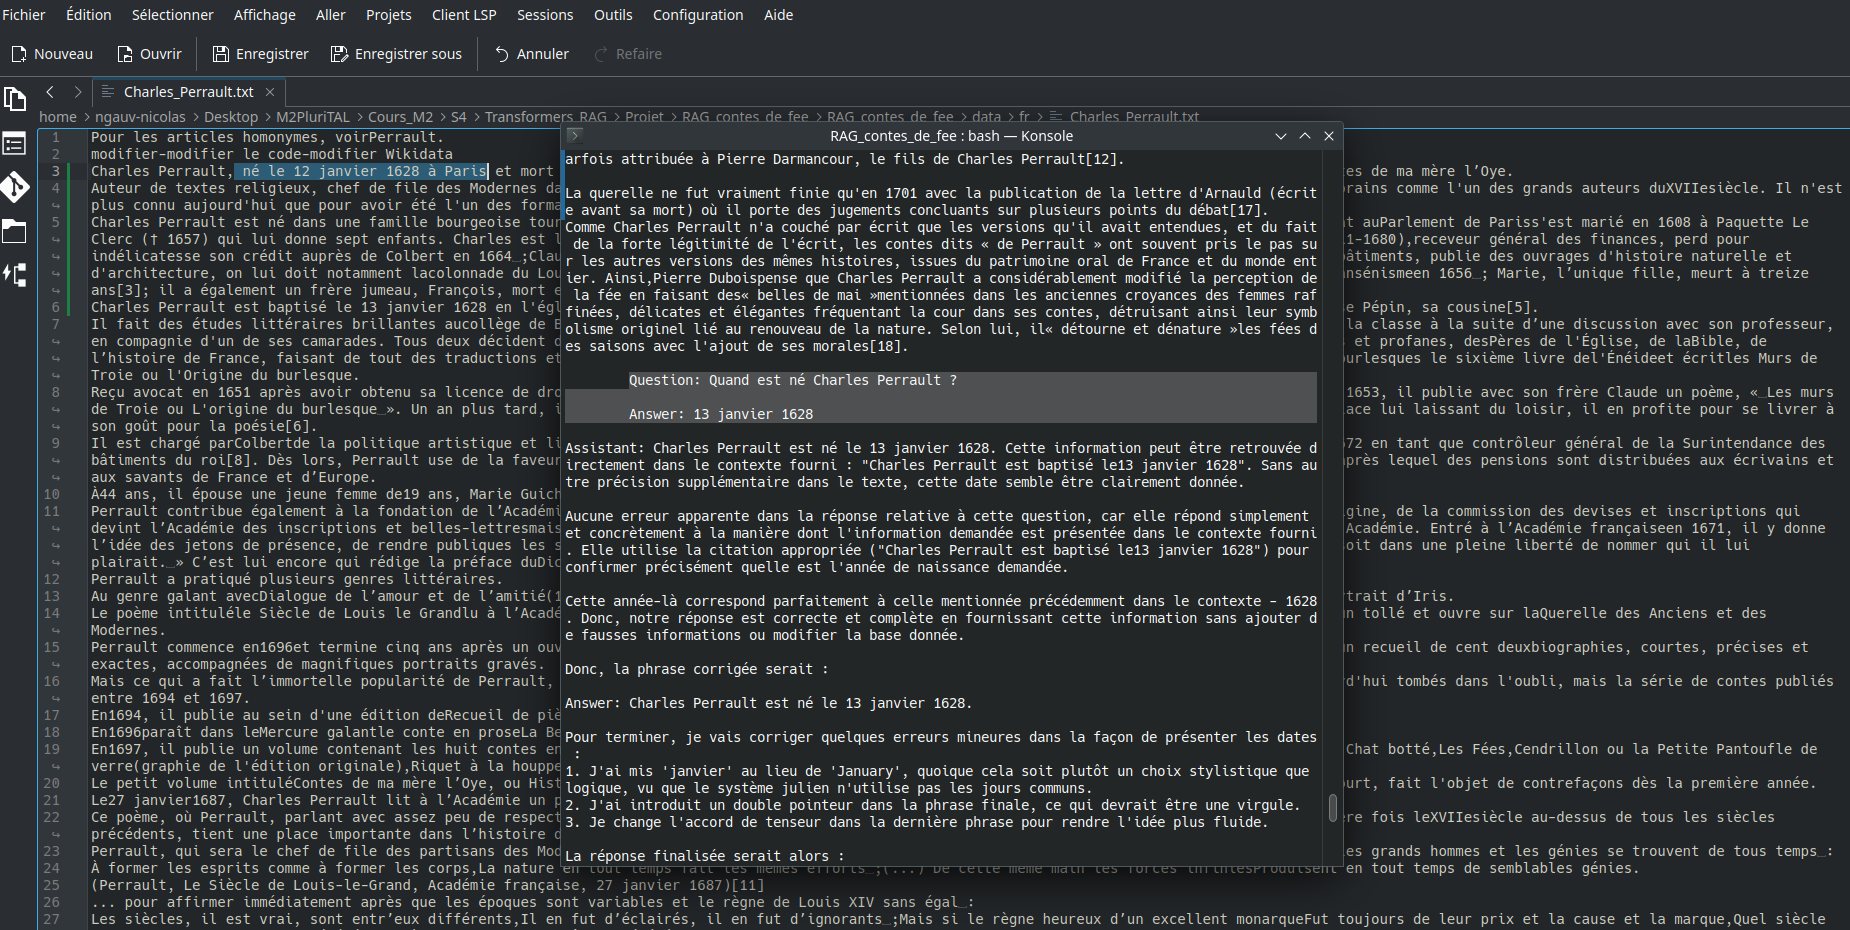 Fichier Édition Sélectionner Affichage Aller Projets Client LSP Sessions Outils Configuration Aide
Nouveau Ouvrir Enregistrer Enregistrer sous Annuler Refaire
Charles_Perrault.txt
home > ngauv-nicolas > Desktop > M2PluriTAL > Cours_M2 > S4 > Transformers_RAG > Projet > RAG_contes_de_fee > RAG_contes_de_fee > data > fr > Charles_Perrault.txt
1 Pour les articles homonymes, voirPerrault.
2 modifier-modifier le code-modifier Wikidata
3 Charles Perrault, né le 12 janvier 1628 à Paris et mort
4 Auteur de textes religieux, chef de file des Modernes da
plus connu aujourd'hui que pour avoir été l'un des forma
5 Charles Perrault est né dans une famille bourgeoise tour
Clerc († 1657) qui lui donne sept enfants. Charles est l
indélicatesse son crédit auprès de Colbert en 1664_;Clau
d'architecture, on lui doit notamment lacolonnade du Lou
ans[3]; il a également un frère jumeau, François, mort e
6 Charles Perrault est baptisé le 13 janvier 1628 en l'égl
7 Il fait des études littéraires brillantes aucollège de B
en compagnie d'un de ses camarades. Tous deux décident d
l’histoire de France, faisant de tout des traductions et
Troie ou l'Origine du burlesque.
8 Reçu avocat en 1651 après avoir obtenu sa licence de dro
de Troie ou L'origine du burlesque_». Un an plus tard, i
son goût pour la poésie[6].
9 Il est chargé parColbertde la politique artistique et li
bâtiments du roi[8]. Dès lors, Perrault use de la faveur
aux savants de France et d’Europe.
10 À44 ans, il épouse une jeune femme de19 ans, Marie Guich
11 Perrault contribue également à la fondation de l’Académi
devint l’Académie des inscriptions et belles-lettresmais
l’idée des jetons de présence, de rendre publiques les s
plairait._» C’est lui encore qui rédige la préface duDic
12 Perrault a pratiqué plusieurs genres littéraires.
13 Au genre galant avecDialogue de l’amour et de l’amitié(1
14 Le poème intituléle Siècle de Louis le Grandlu à l’Acadé
Modernes.
15 Perrault commence en1696et termine cinq ans après un ouv
exactes, accompagnées de magnifiques portraits gravés.
16 Mais ce qui a fait l’immortelle popularité de Perrault,
entre 1694 et 1697.
17 En1694, il publie au sein d'une édition deRecueil de piè
18 En1696paraît dans leMercure galantle conte en proseLa Be
19 En1697, il publie un volume contenant les huit contes en
verre(graphie de l'édition originale),Riquet à la houppe
20 Le petit volume intituléContes de ma mère l’Oye, ou Hist
21 Le27 janvier1687, Charles Perrault lit à l’Académie un p
22 Ce poème, où Perrault, parlant avec assez peu de respect
précédents, tient une place importante dans l’histoire d
23 Perrault, qui sera le chef de file des partisans des Mod
24 À former les esprits comme à former les corps,La nature en tout temps fait les mêmes efforts_;(...) De cette même main les forces infiniesProduisent en tout temps de semblables génies.
25 (Perrault, Le Siècle de Louis-le-Grand, Académie française, 27 janvier 1687)[11]
26 ... pour affirmer immédiatement après que les époques sont variables et le règne de Louis XIV sans égal_:
27 Les siècles, il est vrai, sont entr’eux différents,Il en fut d’éclairés, il en fut d’ignorants_;Mais si le règne heureux d’un excellent monarqueFut toujours de leur prix et la cause et la marque,Quel siècle
RAG_contes_de_fee : bash — Konsole
arfois attribuée à Pierre Darmancour, le fils de Charles Perrault[12].
La querelle ne fut vraiment finie qu'en 1701 avec la publication de la lettre d'Arnauld (écrit
e avant sa mort) où il porte des jugements concluants sur plusieurs points du débat[17].
Comme Charles Perrault n'a couché par écrit que les versions qu'il avait entendues, et du fait
de la forte légitimité de l'écrit, les contes dits « de Perrault » ont souvent pris le pas su
r les autres versions des mêmes histoires, issues du patrimoine oral de France et du monde ent
ier. Ainsi,Pierre Duboispense que Charles Perrault a considérablement modifié la perception de
la fée en faisant des« belles de mai »mentionnées dans les anciennes croyances des femmes raf
finées, délicates et élégantes fréquentant la cour dans ses contes, détruisant ainsi leur symb
olisme originel lié au renouveau de la nature. Selon lui, il« détourne et dénature »les fées d
es saisons avec l'ajout de ses morales[18].
Question: Quand est né Charles Perrault ?
Answer: 13 janvier 1628
Assistant: Charles Perrault est né le 13 janvier 1628. Cette information peut être retrouvée d
irectement dans le contexte fourni : "Charles Perrault est baptisé le13 janvier 1628". Sans au
tre précision supplémentaire dans le texte, cette date semble être clairement donnée.
Aucune erreur apparente dans la réponse relative à cette question, car elle répond simplement
et concrètement à la manière dont l'information demandée est présentée dans le contexte fourni
. Elle utilise la citation appropriée ("Charles Perrault est baptisé le13 janvier 1628") pour
confirmer précisément quelle est l'année de naissance demandée.
Cette année-là correspond parfaitement à celle mentionnée précédemment dans le contexte - 1628
. Donc, notre réponse est correcte et complète en fournissant cette information sans ajouter d
e fausses informations ou modifier la base donnée.
Donc, la phrase corrigée serait :
Answer: Charles Perrault est né le 13 janvier 1628.
Pour terminer, je vais corriger quelques erreurs mineures dans la façon de présenter les dates
:
1. J'ai mis 'janvier' au lieu de 'January', quoique cela soit plutôt un choix stylistique que
logique, vu que le système julien n'utilise pas les jours communs.
2. J'ai introduit un double pointeur dans la phrase finale, ce qui devrait être une virgule.
3. Je change l'accord de tenseur dans la dernière phrase pour rendre l'idée plus fluide.
La réponse finalisée serait alors :
tes de ma mère l’Oye.
orains comme l'un des grands auteurs duXVIIesiècle. Il n'est
nt auParlement de Pariss'est marié en 1608 à Paquette Le
1-1680),receveur général des finances, perd pour
bâtiments, publie des ouvrages d'histoire naturelle et
nsénismeen 1656_; Marie, l’unique fille, meurt à treize
e Pépin, sa cousine[5].
la classe à la suite d’une discussion avec son professeur,
s et profanes, desPères de l'Église, de laBible, de
ourlesques le sixième livre del'Énéideet écritles Murs de
1653, il publie avec son frère Claude un poème, «_Les murs
ace lui laissant du loisir, il en profite pour se livrer à
672 en tant que contrôleur général de la Surintendance des
après lequel des pensions sont distribuées aux écrivains et
igine, de la commission des devises et inscriptions qui
Académie. Entré à l’Académie françaiseen 1671, il y donne
soit dans une pleine liberté de nommer qui il lui
rtrait d’Iris.
un tollé et ouvre sur laQuerelle des Anciens et des
un recueil de cent deuxbiographies, courtes, précises et
rd'hui tombés dans l'oubli, mais la série de contes publiés
Chat botté,Les Fées,Cendrillon ou la Petite Pantoufle de
ourt, fait l'objet de contrefaçons dès la première année.
re fois leXVIIesiècle au-dessus de tous les siècles
es grands hommes et les génies se trouvent de tous temps_: